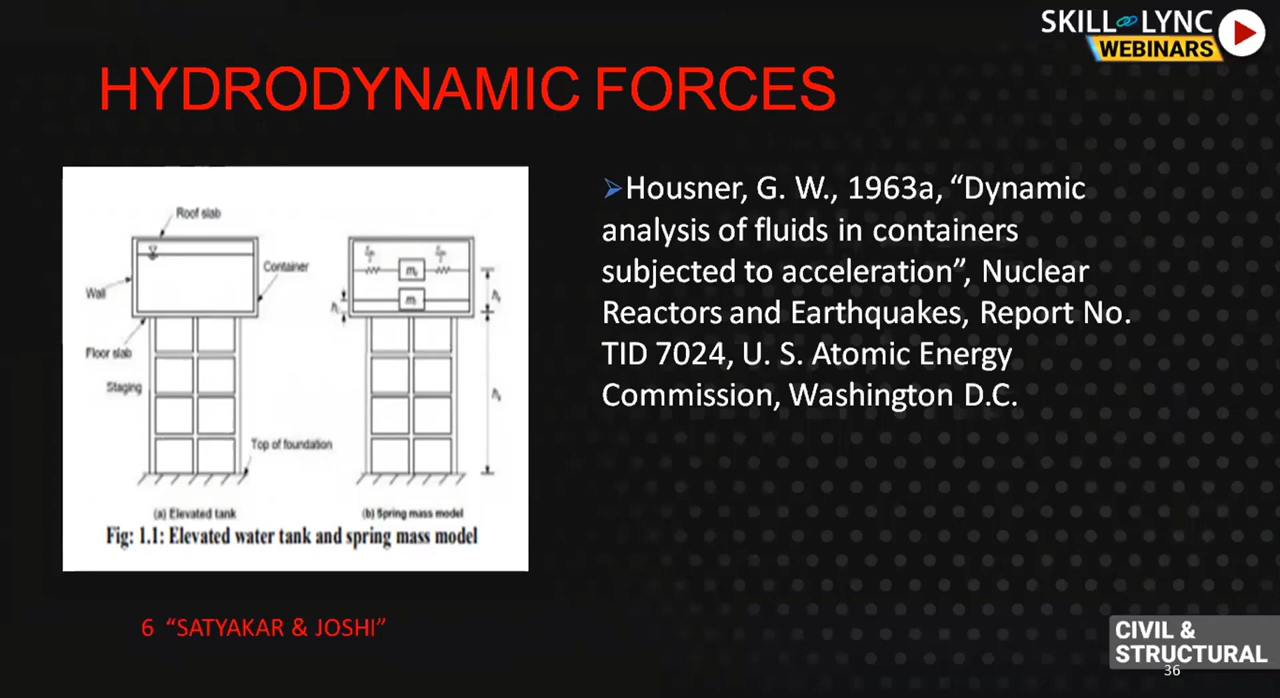 SKILL LYNC
WEBINARS
HYDRODYNAMIC FORCES
Roof slab
Container
Wall
Floor slab
Staging
Top of foundation
(a) Elevated tank
(b) Spring mass model
Fig: 1.1: Elevated water tank and spring mass model
➢Housner, G. W., 1963a, “Dynamic
analysis of fluids in containers
subjected to acceleration”, Nuclear
Reactors and Earthquakes, Report No.
TID 7024, U. S. Atomic Energy
Commission, Washington D.C.
6 “SATYAKAR & JOSHI”
CIVIL &
STRUCTURAL
36